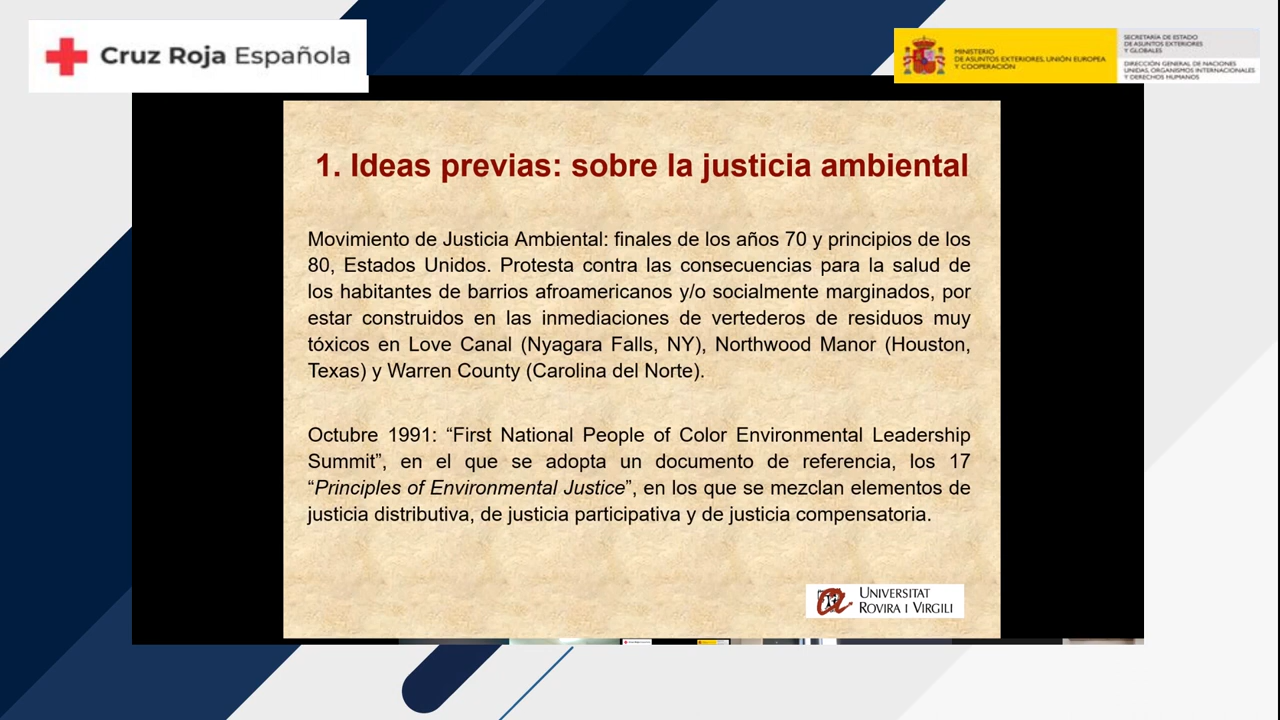 Cruz Roja Española
MINISTERIO
DE ASUNTOS EXTERIORES, UNIÓN EUROPEA
Y COOPERACIÓN
SECRETARÍA DE ESTADO
DE ASUNTOS EXTERIORES
Y GLOBALES
DIRECCIÓN GENERAL DE NACIONES
UNIDAS, ORGANISMOS INTERNACIONALES
Y DERECHOS HUMANOS
1. Ideas previas: sobre la justicia ambiental
Movimiento de Justicia Ambiental: finales de los años 70 y principios de los
80, Estados Unidos. Protesta contra las consecuencias para la salud de
los habitantes de barrios afroamericanos y/o socialmente marginados, por
estar construidos en las inmediaciones de vertederos de residuos muy
tóxicos en Love Canal (Nyagara Falls, NY), Northwood Manor (Houston,
Texas) y Warren County (Carolina del Norte).
Octubre 1991: “First National People of Color Environmental Leadership
Summit”, en el que se adopta un documento de referencia, los 17
“Principles of Environmental Justice”, en los que se mezclan elementos de
justicia distributiva, de justicia participativa y de justicia compensatoria.
UNIVERSITAT
ROVIRA I VIRGILI